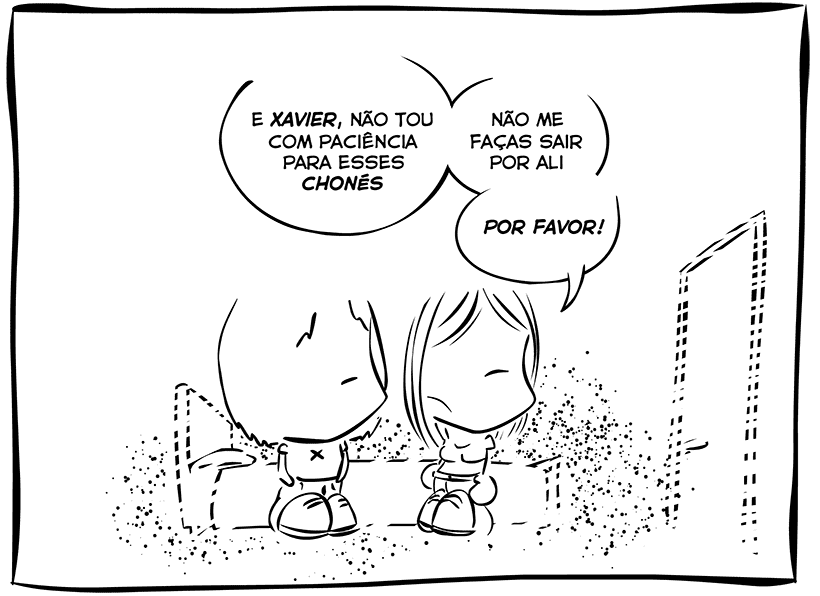 E XAVIER, NÃO TOU
COM PACIÊNCIA
PARA ESSES
CHONÉS
NÃO ME
FAÇAS SAIR
POR ALI
POR FAVOR!
X